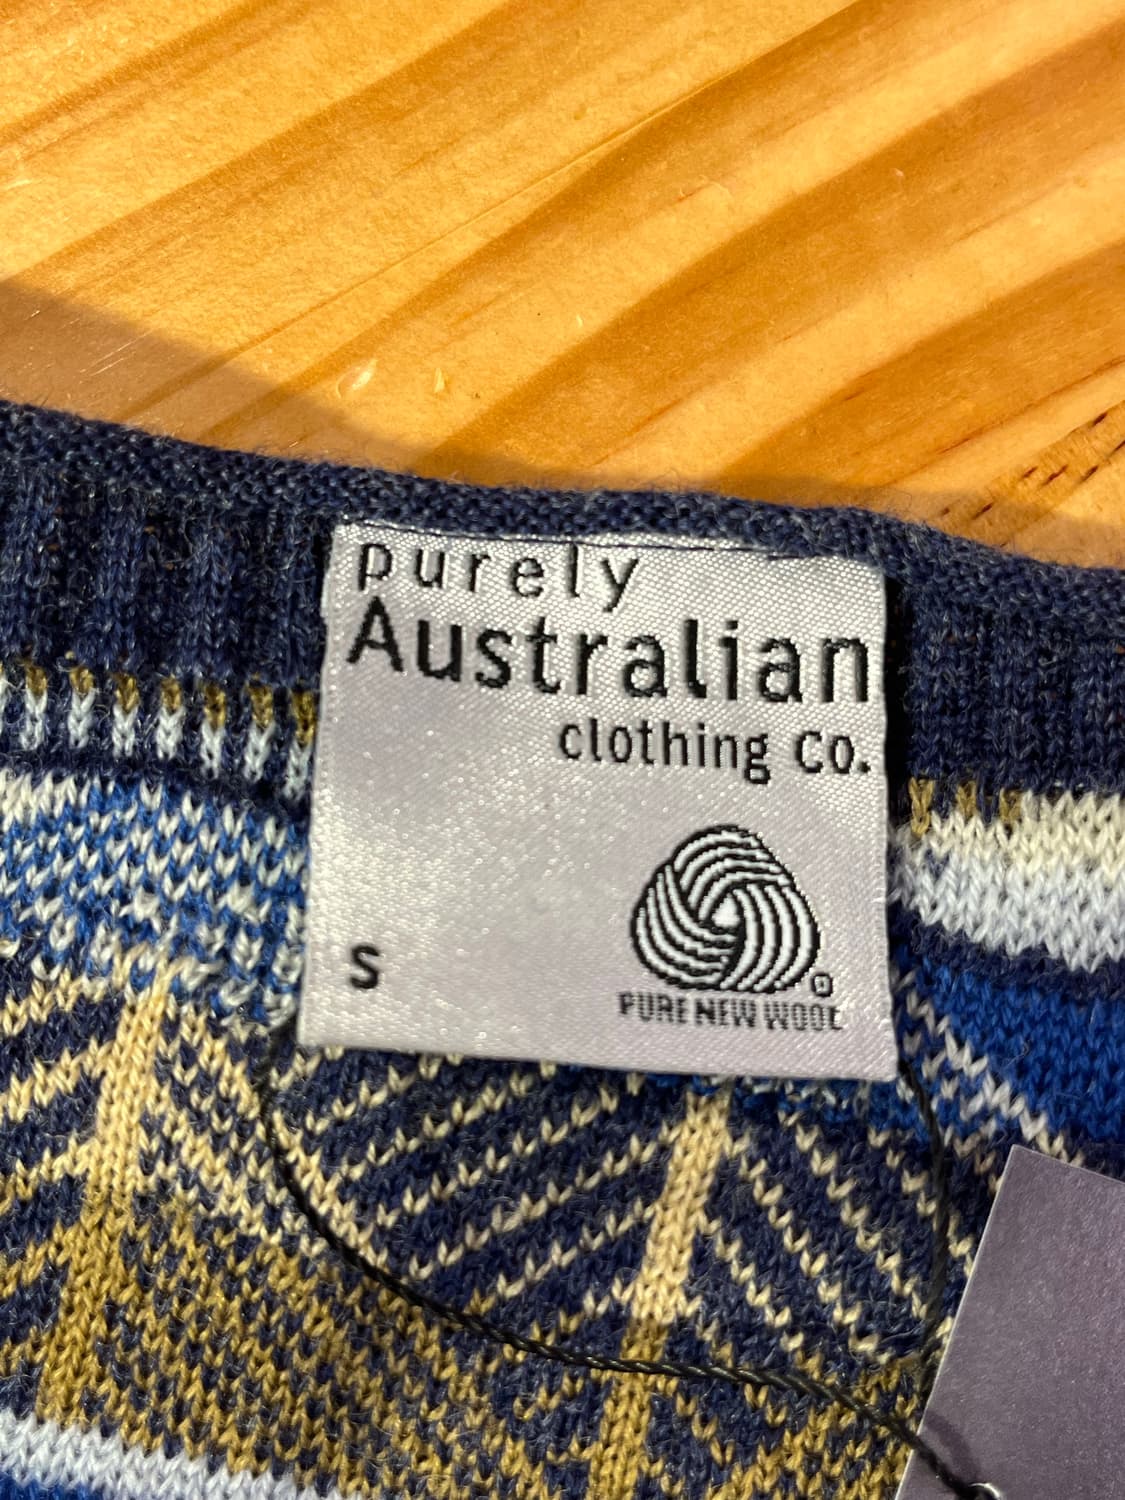 purely
Australian
clothing co.
S
PURE NEW WOOL